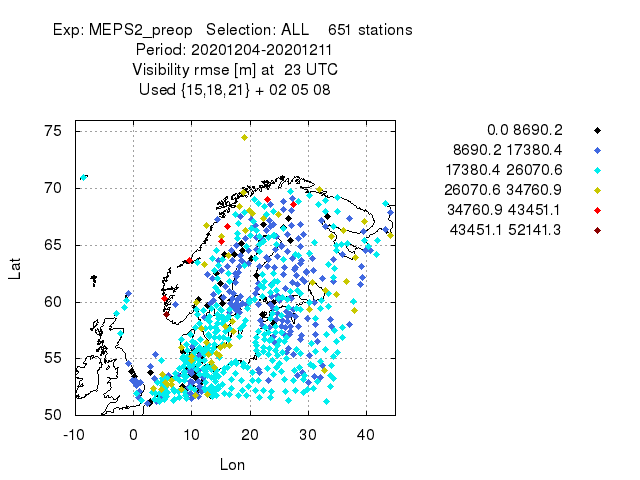 Exp: MEPS2_preop   Selection: ALL    651 stations
Period: 20201204-20201211
Visibility rmse [m] at  23 UTC
Used {15,18,21} + 02 05 08
0.0 8690.2
8690.2 17380.4
17380.4 26070.6
26070.6 34760.9
34760.9 43451.1
43451.1 52141.3
75
70
65
60
55
50
Lat
-10 0 10 20 30 40
Lon